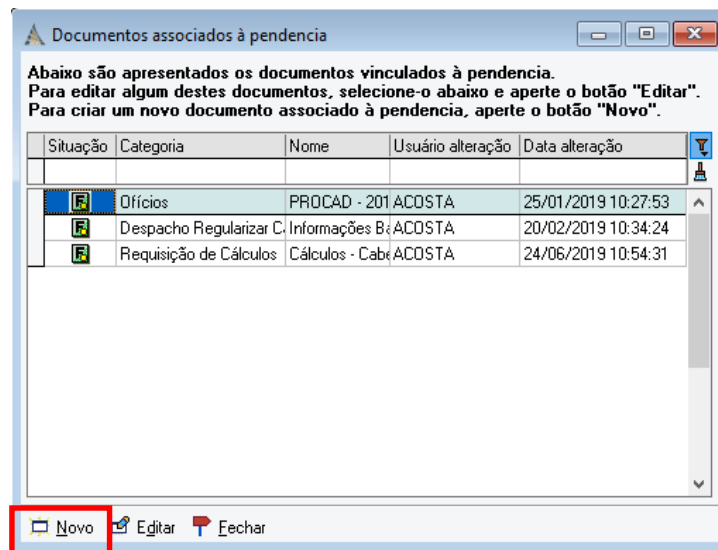 Documentos associados à pendencia
Abaixo são apresentados os documentos vinculados à pendencia.
Para editar algum destes documentos, selecione-o abaixo e aperte o botão "Editar".
Para criar um novo documento associado à pendencia, aperte o botão "Novo".
Situação Categoria Nome Usuário alteração Data alteração
F Ofícios PROCAD - 201 ACOSTA 25/01/2019 10:27:53
F Despacho Regularizar C Informações Ba ACOSTA 20/02/2019 10:34:24
F Requisição de Cálculos Cálculos - Cabe ACOSTA 24/06/2019 10:54:31
Novo Editar Fechar